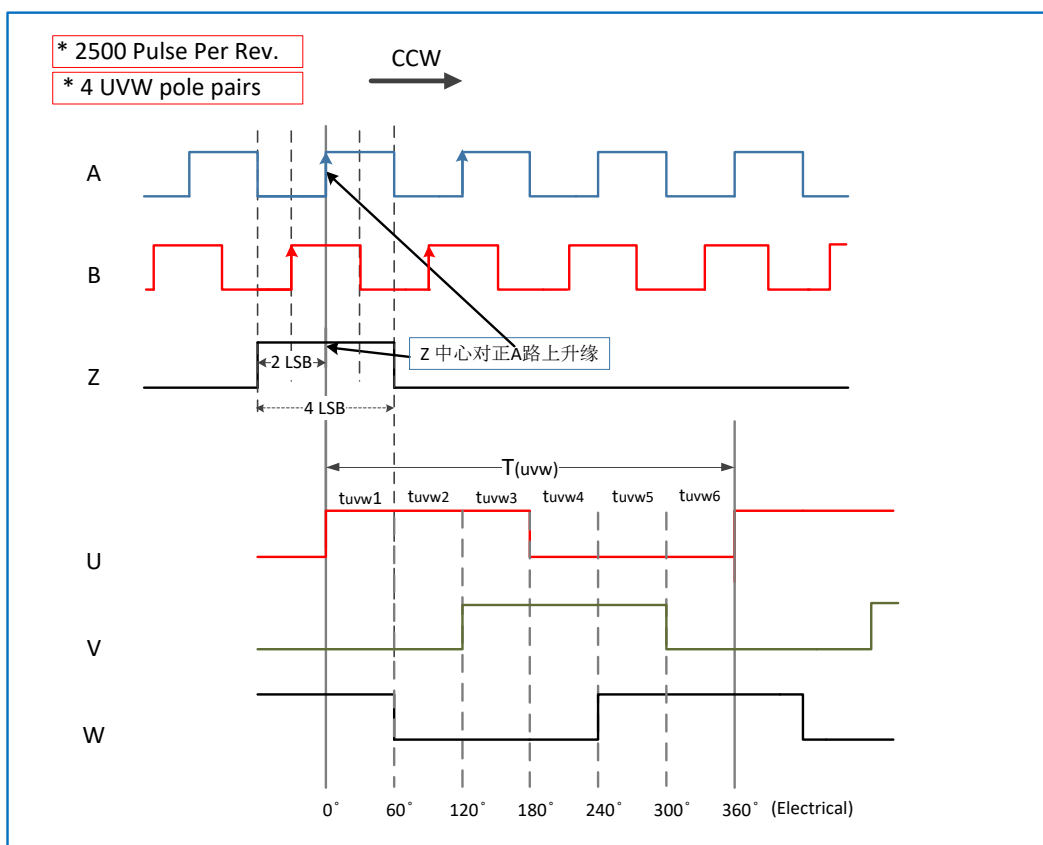 * 2500 Pulse Per Rev.
* 4 UVW pole pairs
CCW
A
B
Z
2 LSB
Z 中心对正A路上升缘
4 LSB
T(uvw)
tuvw1 tuvw2 tuvw3 tuvw4 tuvw5 tuvw6
U
V
W
0° 60° 120° 180° 240° 300° 360° (Electrical)